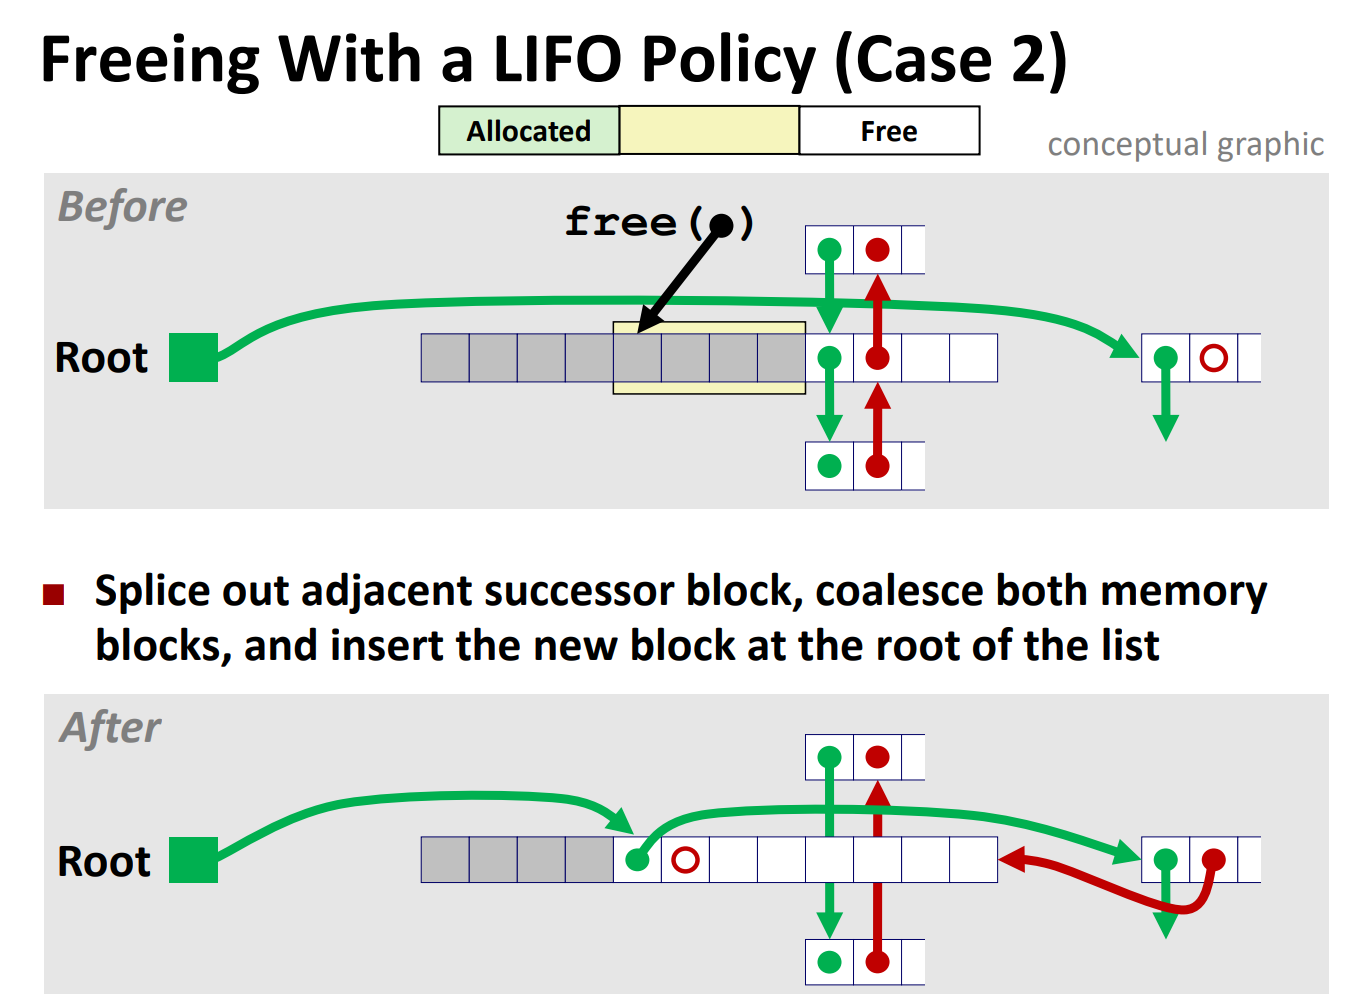 Freeing With a LIFO Policy (Case 2)
Allocated Free
conceptual graphic
Before
free( )
Root
Splice out adjacent successor block, coalesce both memory
blocks, and insert the new block at the root of the list
After
Root